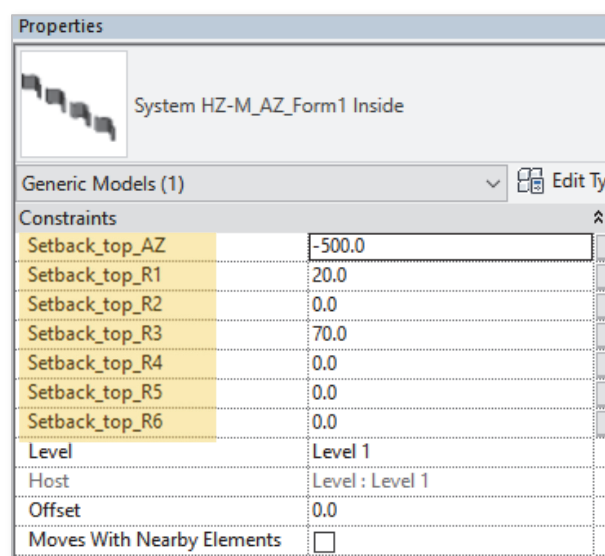 Properties
System HZ-M_AZ_Form1 Inside
Generic Models (1) Edit Ty
Constraints
Setback_top_AZ -500.0
Setback_top_R1 20.0
Setback_top_R2 0.0
Setback_top_R3 70.0
Setback_top_R4 0.0
Setback_top_R5 0.0
Setback_top_R6 0.0
Level Level 1
Host Level : Level 1
Offset 0.0
Moves With Nearby Elements